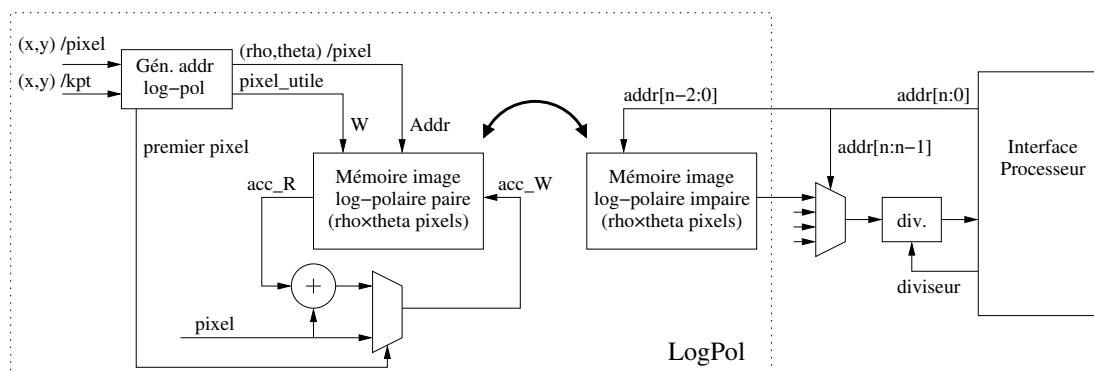 (x,y) /pixel
(x,y) /kpt
Gén. addr
log−pol
(rho,theta) /pixel
pixel_utile
W
Addr
premier pixel
acc_R
Mémoire image
log−polaire paire
(rho×theta pixels)
acc_W
+
pixel
LogPol
addr[n−2:0]
addr[n:0]
addr[n:n−1]
Mémoire image
log−polaire impaire
(rho×theta pixels)
div.
diviseur
Interface
Processeur